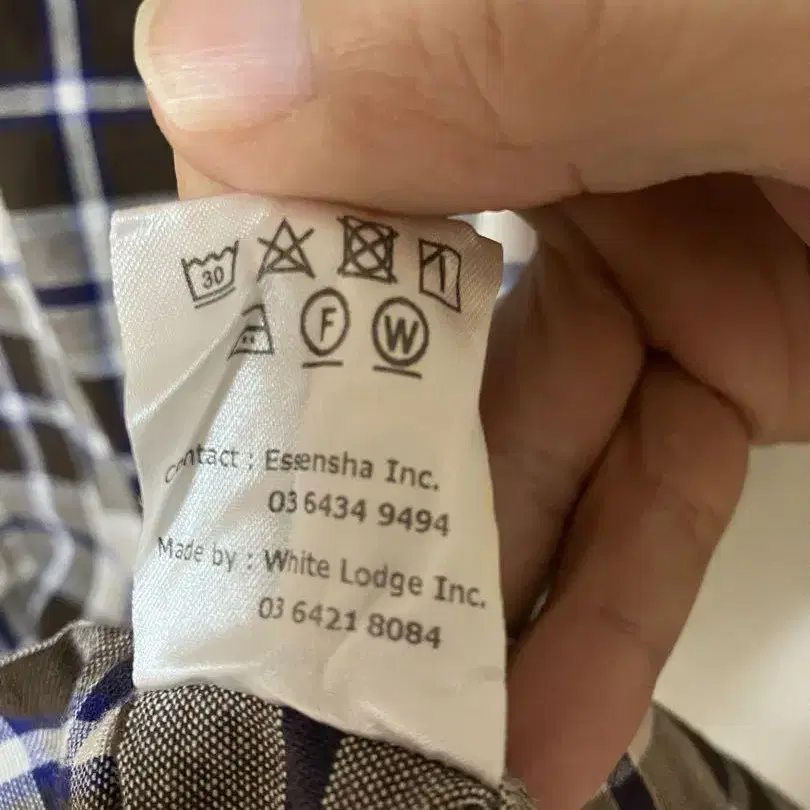 30
F W
Contact : Essensha Inc.
03 6434 9494
Made by : White Lodge Inc.
03 6421 8084